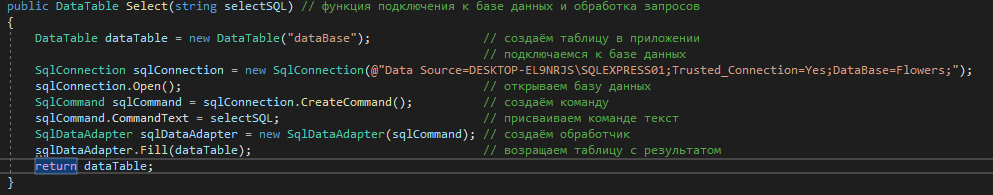 public DataTable Select(string selectSQL) // функция подключения к базе данных и обработка запросов
{
DataTable dataTable = new DataTable("dataBase"); // создаём таблицу в приложении
// подключаемся к базе данных
SqlConnection sqlConnection = new SqlConnection(@"Data Source=DESKTOP-EL9NRJS\SQLEXPRESS01;Trusted_Connection=Yes;DataBase=Flowers;");
sqlConnection.Open(); // открываем базу данных
SqlCommand sqlCommand = sqlConnection.CreateCommand(); // создаём команду
sqlCommand.CommandText = selectSQL; // присваиваем команде текст
SqlDataAdapter sqlDataAdapter = new SqlDataAdapter(sqlCommand); // создаём обработчик
sqlDataAdapter.Fill(dataTable); // возращаем таблицу с результатом
return dataTable;
}